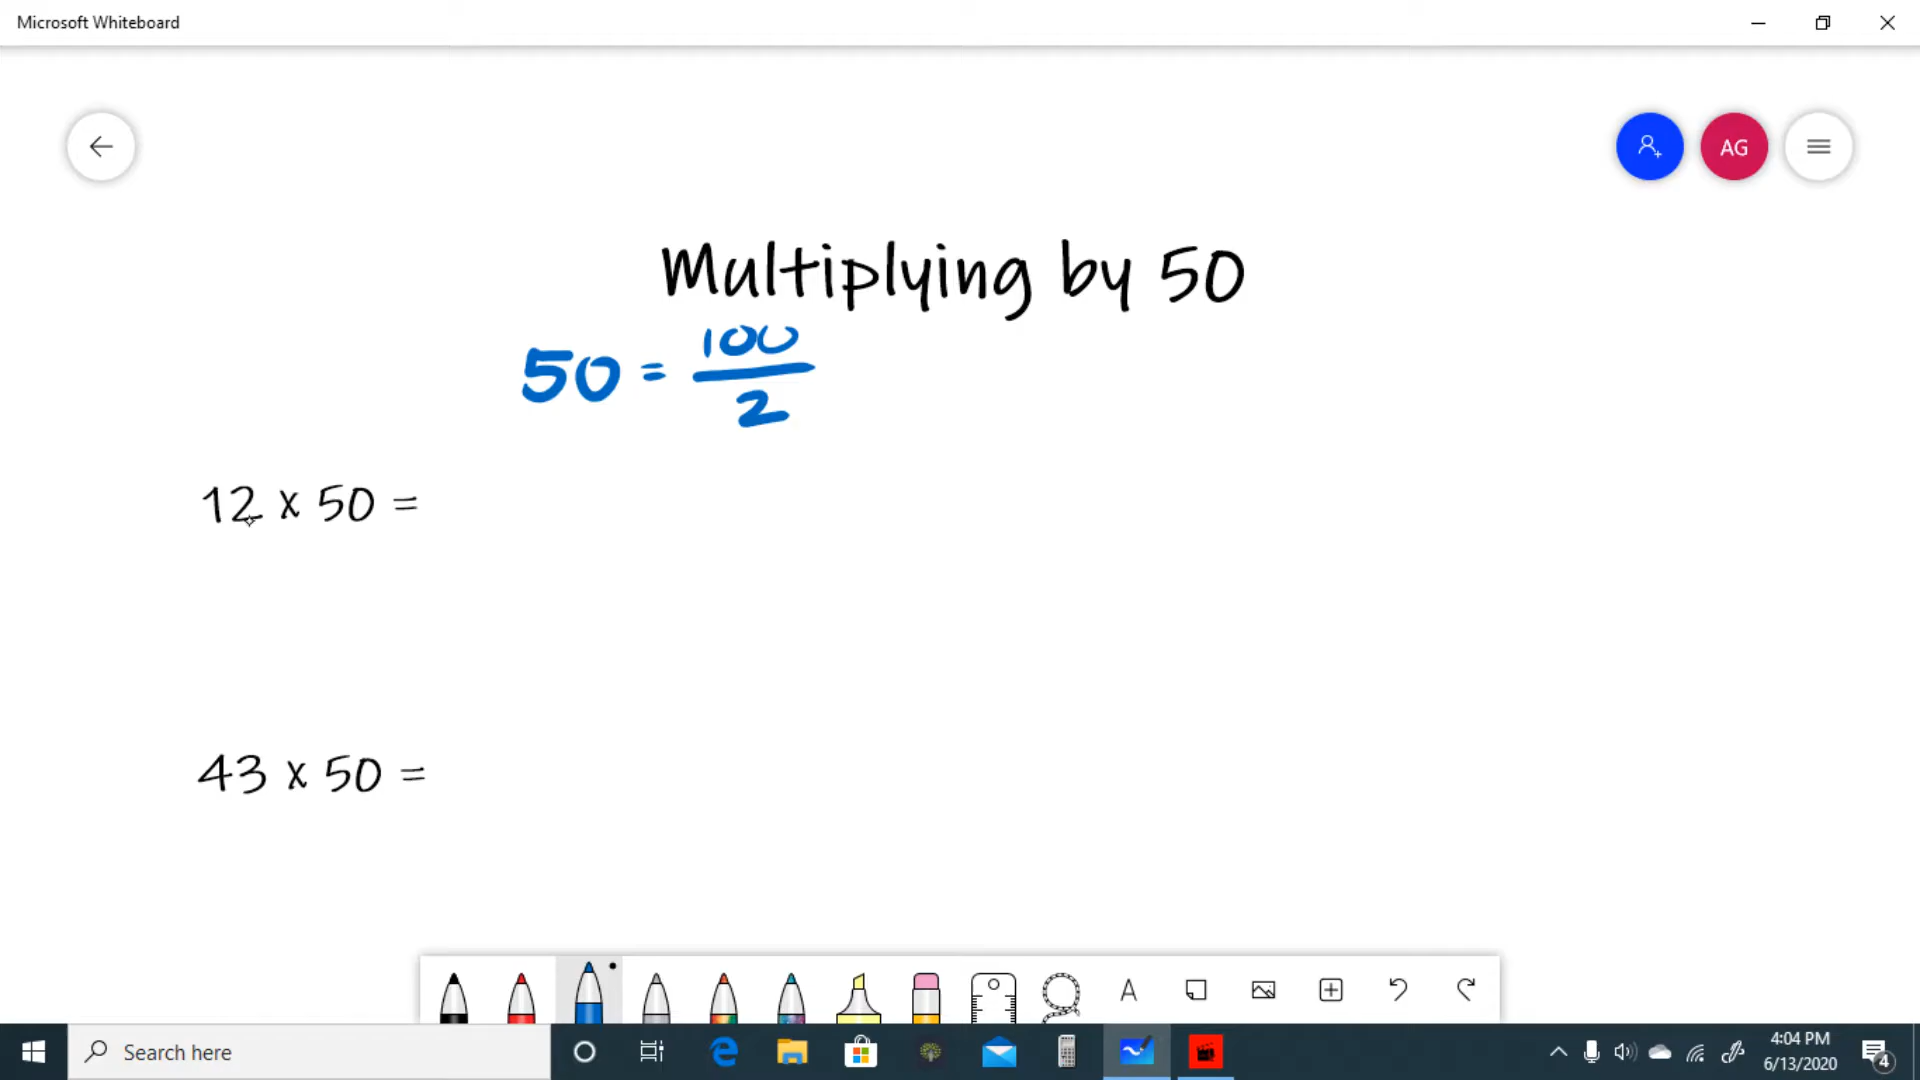 Microsoft Whiteboard
AG
Multiplying by 50
50 = 100/2
12 x 50 =
43 x 50 =
A
Search here
4:04 PM
6/13/2020
4